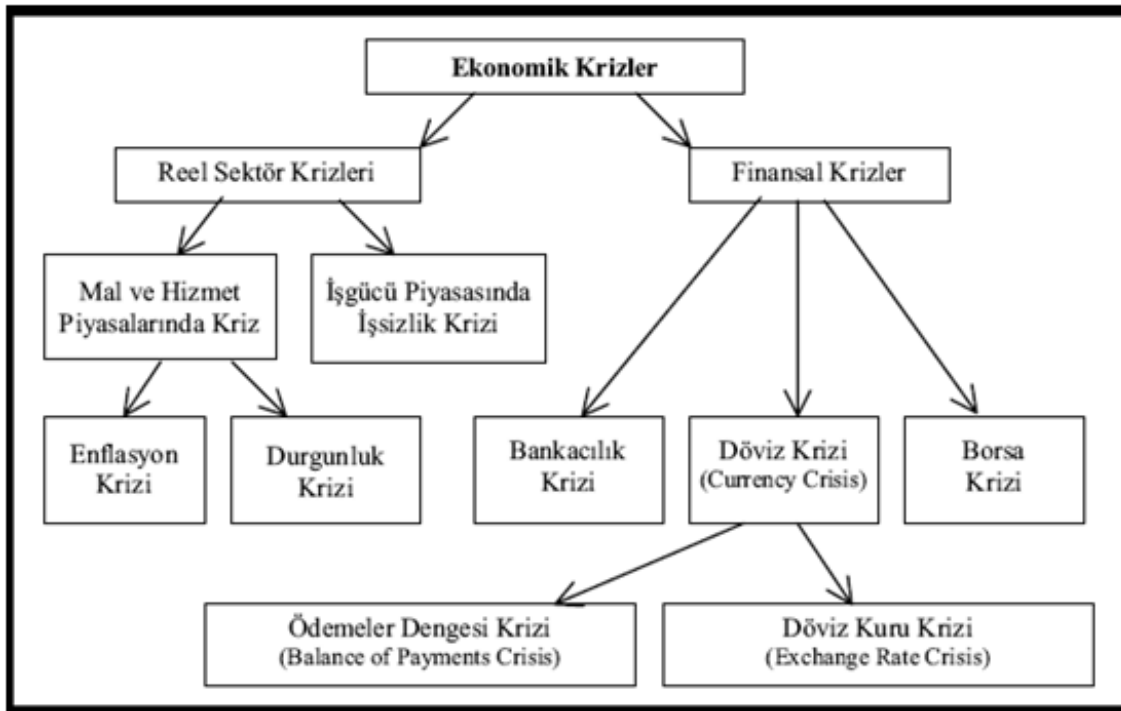 Ekonomik Krizler
Reel Sektör Krizleri
Finansal Krizler
Mal ve Hizmet
Piyasalarında Kriz
İşgücü Piyasasında
İşsizlik Krizi
Enflasyon
Krizi
Durgunluk
Krizi
Bankacılık
Krizi
Döviz Krizi
(Currency Crisis)
Borsa
Krizi
Ödemeler Dengesi Krizi
(Balance of Payments Crisis)
Döviz Kuru Krizi
(Exchange Rate Crisis)